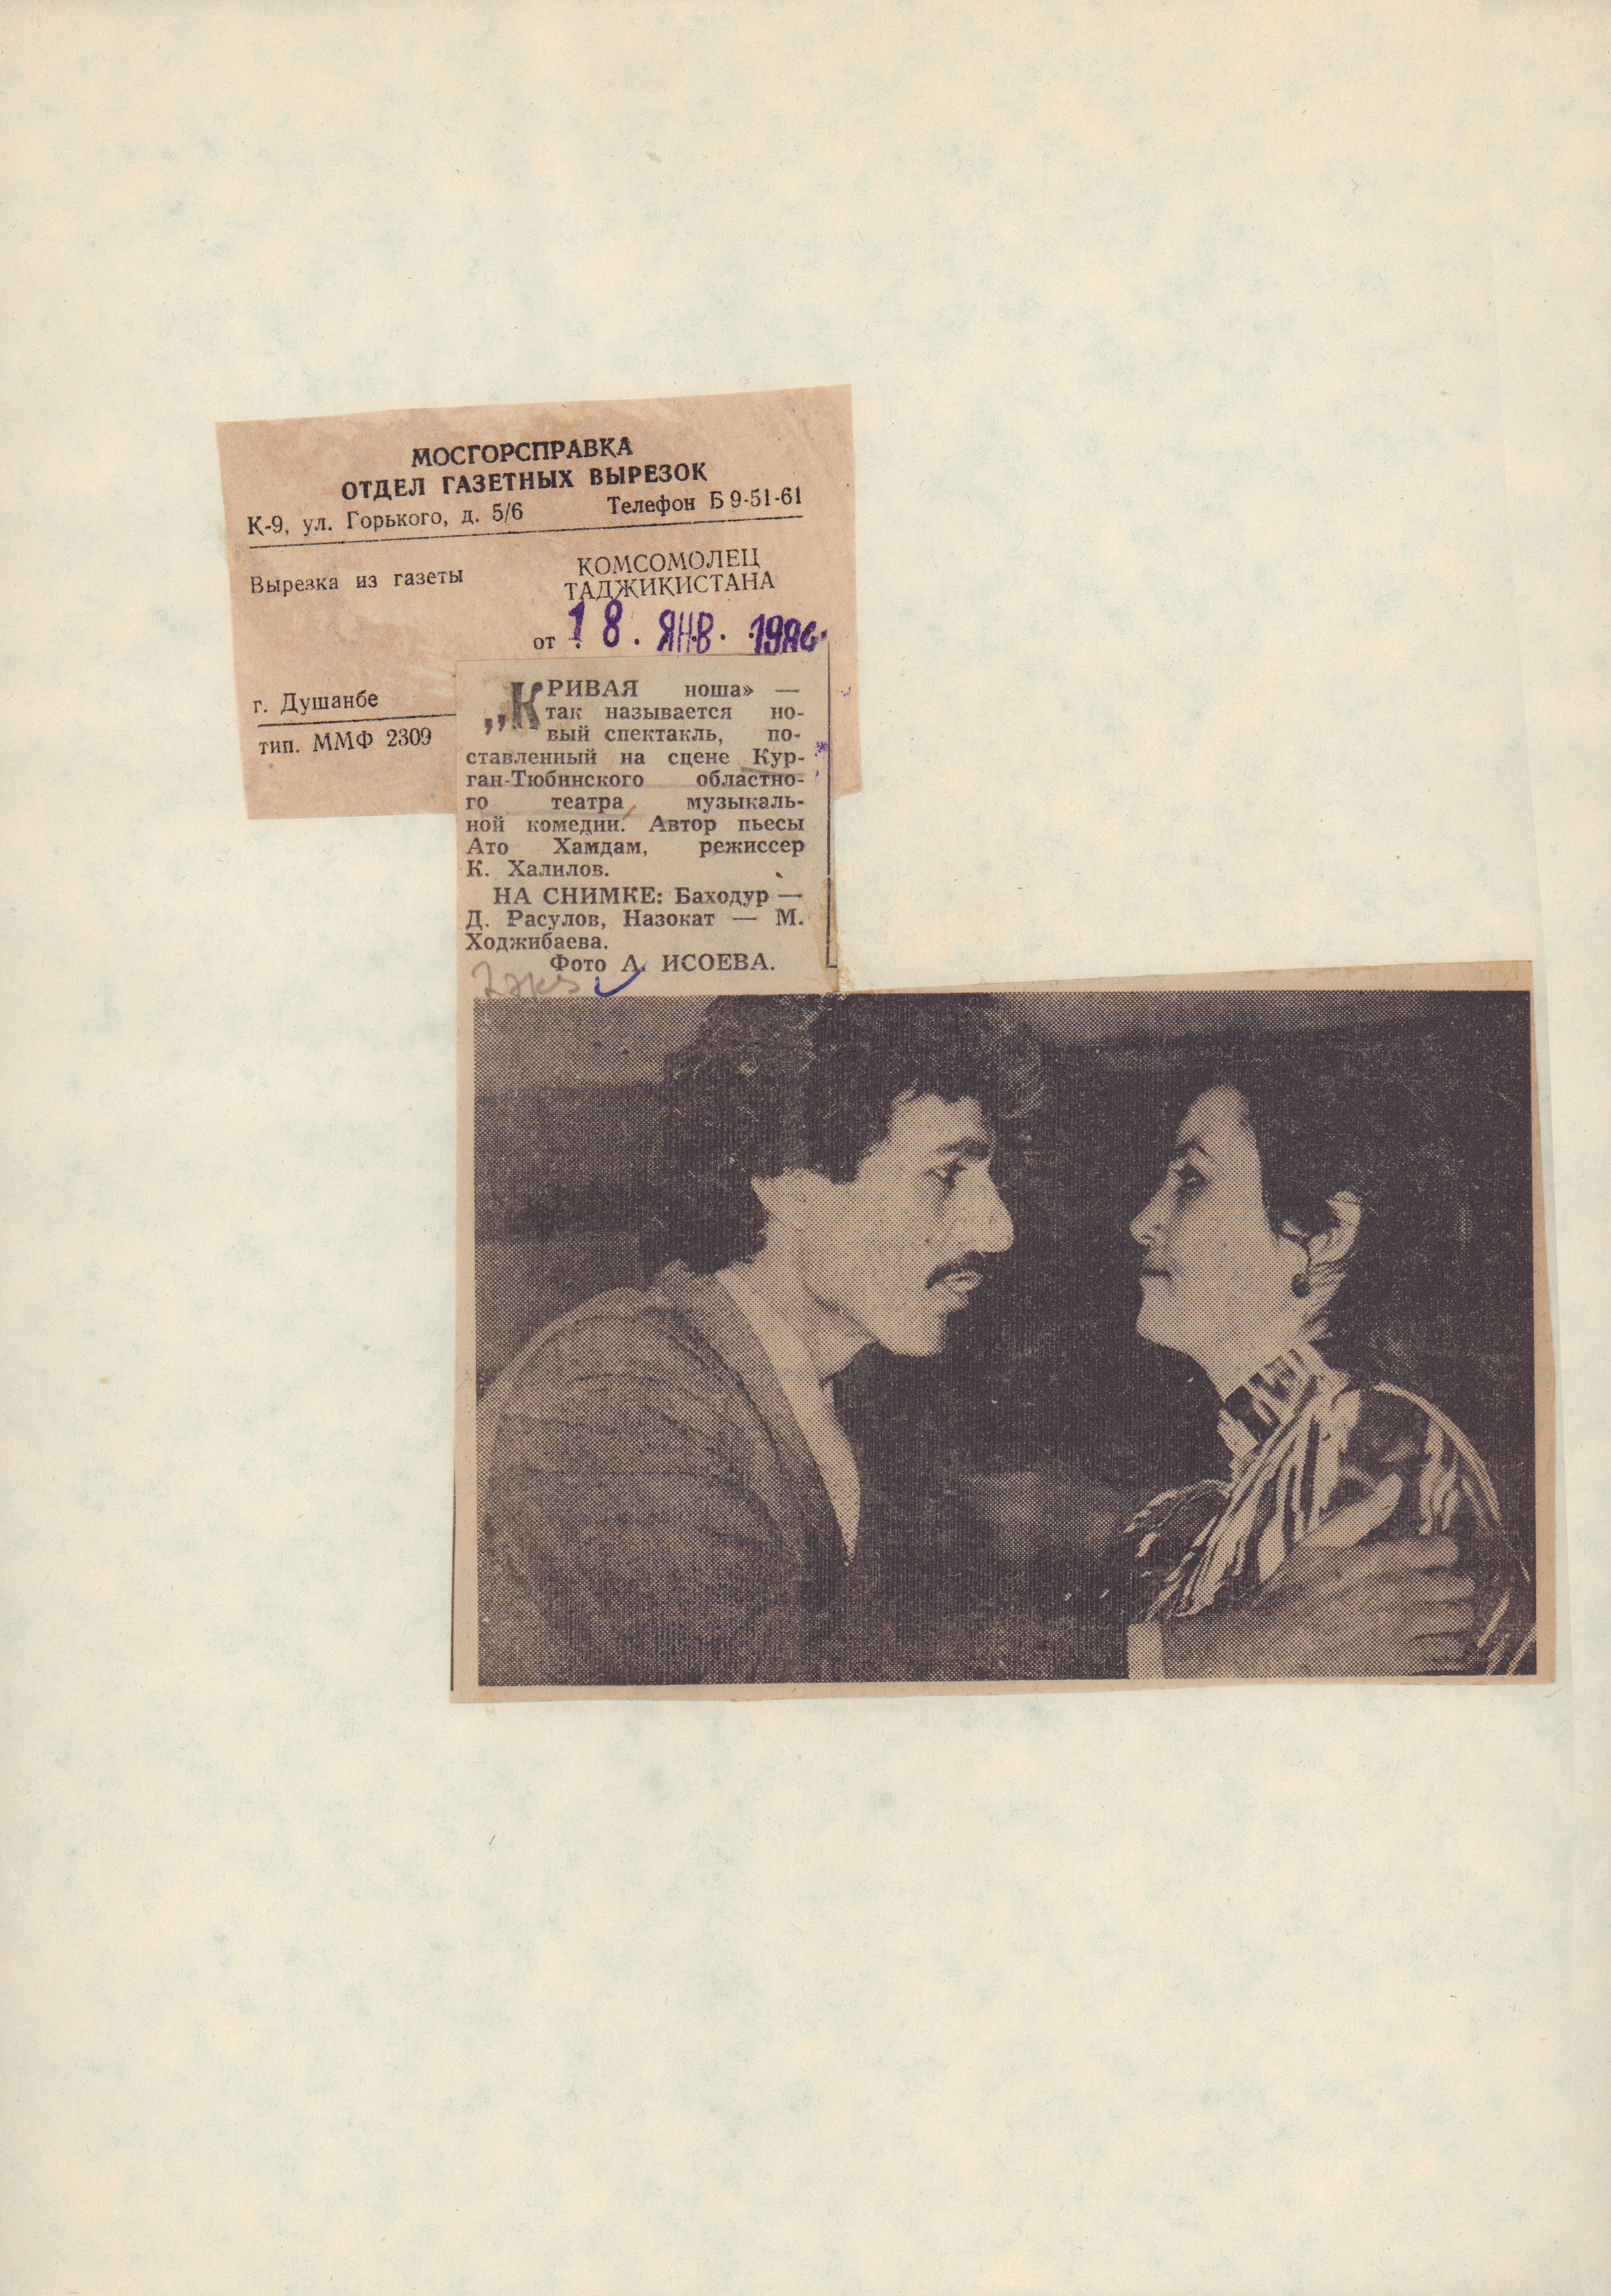 МОСГОРСПРАВКА
ОТДЕЛ ГАЗЕТНЫХ ВЫРЕЗОК
К-9, ул. Горького, д. 5/6 Телефон Б 9-51-61
Вырезка из газеты
КОМСОМОЛЕЦ
ТАДЖИКИСТАНА
от 18. ЯНВ.
г. Душанбе
тип. ММФ 2309
„КРИВАЯ ноша» —
так называется но-
вый спектакль, по-
ставленный на сцене Кур-
ган-Тюбинского областно-
го театра музыкаль-
ной комедии. Автор пьесы
Ато Хамдам, режиссер
К. Халилов.
НА СНИМКЕ: Баходур —
Д. Расулов, Назокат — М.
Ходжибаева.
Фото А. ИСОЕВА.